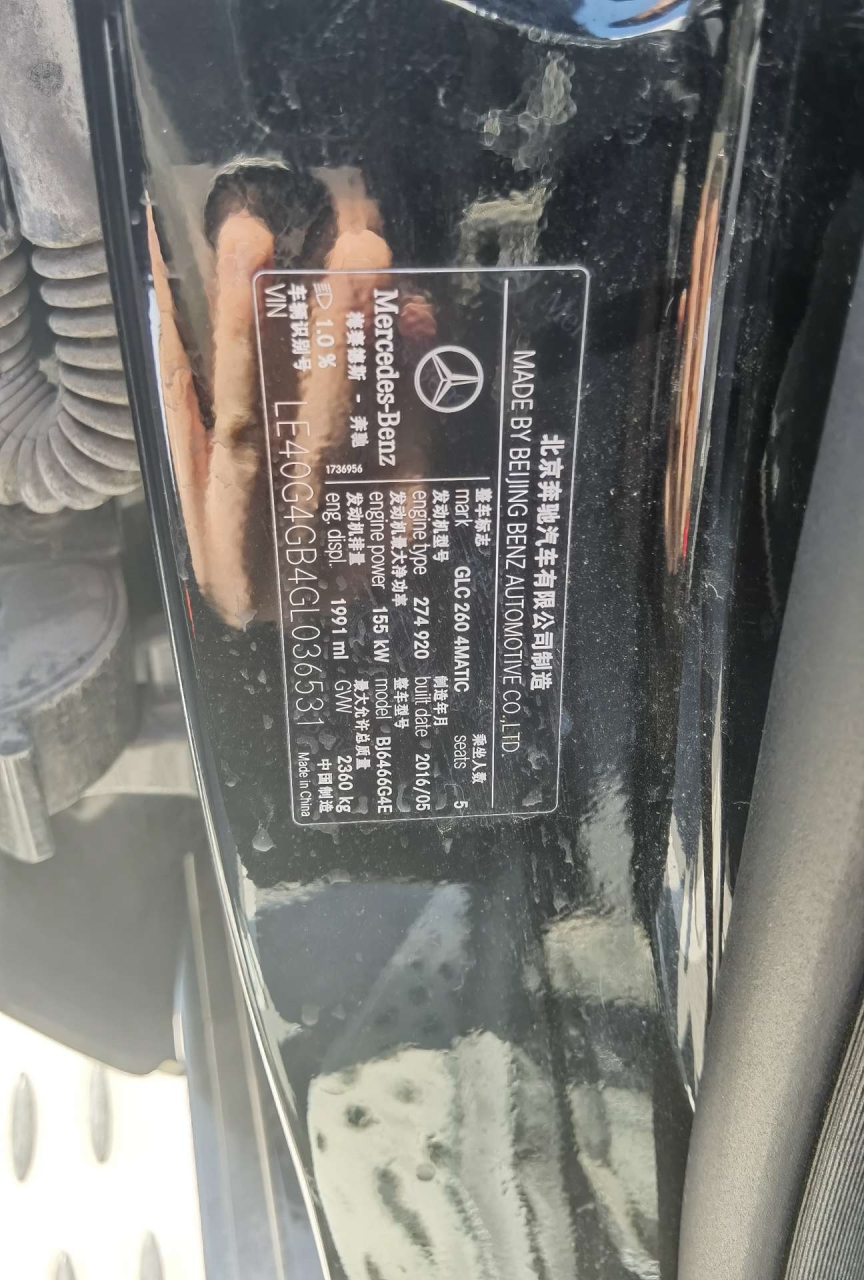 北京奔驰汽车有限公司制造
MADE BY BEIJING BENZ AUTOMOTIVE CO.,LTD.
Mercedes-Benz
梅赛德斯 - 奔驰
1.0 %
1736956
整车标志
mark GLC 260 4MATIC
乘坐人数
seats 5
发动机型号
engine type 274 920
制造年月
built date 2016/05
发动机最大净功率
engine power 155 kW
整车型号
model BJ6466G4E
发动机排量
eng. displ. 1991 ml
最大允许总质量
GVW 2360 kg
车辆识别号
VIN LE40G4GB4GL036531
中国制造
Made in China